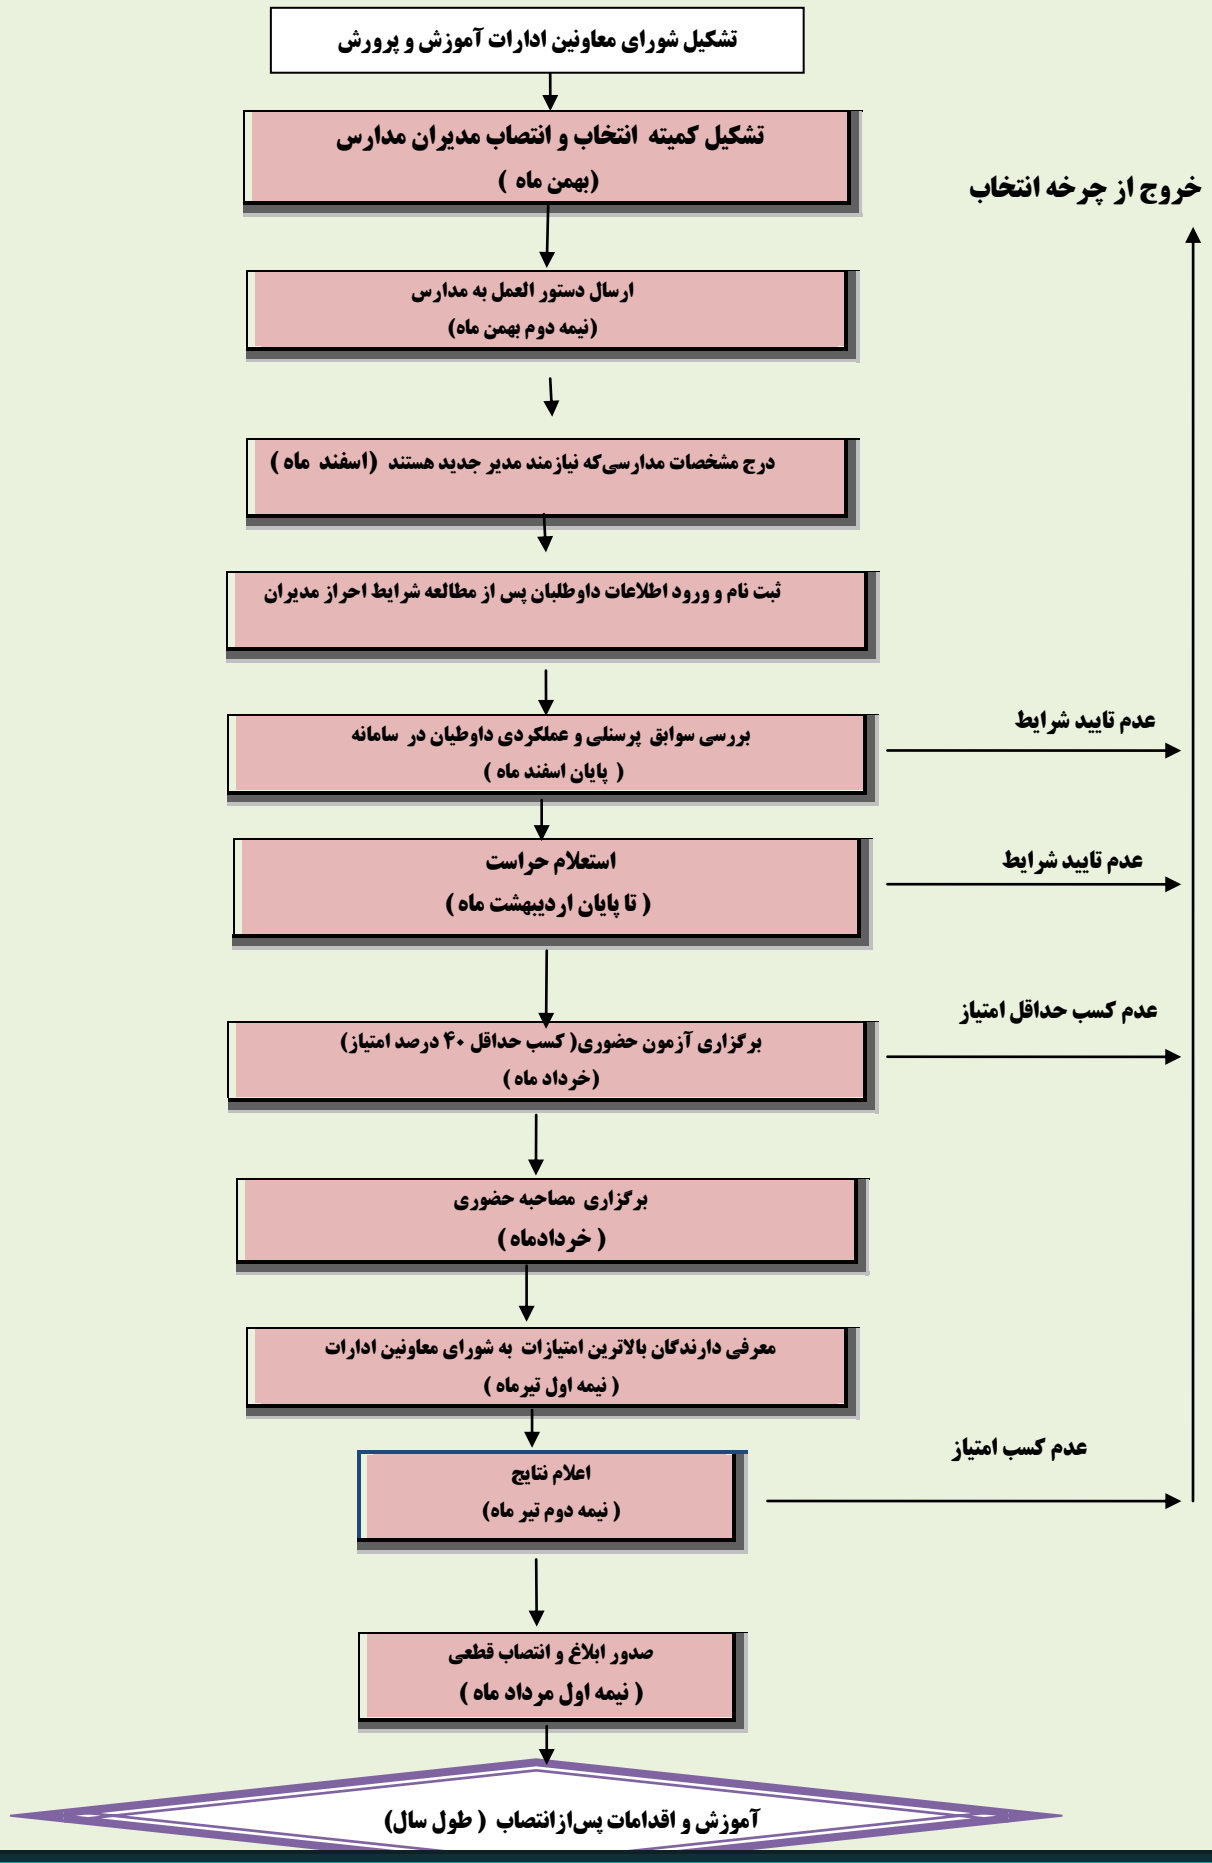 تشکیل شورای معاونین ادارات آموزش و پرورش
تشکیل کمیته انتخاب و انتصاب مدیران مدارس
(بهمن ماه )
خروج از چرخه انتخاب
ارسال دستور العمل به مدارس
(نیمه دوم بهمن ماه)
درج مشخصات مدارسی‌که نیازمند مدیر جدید هستند (اسفند ماه )
ثبت نام و ورود اطلاعات داوطلبان پس از مطالعه شرایط احراز مدیران
بررسی سوابق پرسنلی و عملکردی داوطیان در سامانه
( پایان اسفند ماه )
عدم تایید شرایط
استعلام حراست
( تا پایان اردیبهشت ماه )
عدم تایید شرایط
برگزاری آزمون حضوری( کسب حداقل ۴۰ درصد امتیاز)
(خرداد ماه )
عدم کسب حداقل امتیاز
برگزاری مصاحبه حضوری
( خردادماه )
معرفی دارندگان بالاترین امتیازات به شورای معاونین ادارات
( نیمه اول تیرماه )
اعلام نتایج
( نیمه دوم تیر ماه)
عدم کسب امتیاز
صدور ابلاغ و انتصاب قطعی
( نیمه اول مرداد ماه )
آموزش و اقدامات پس‌ازانتصاب ( طول سال)